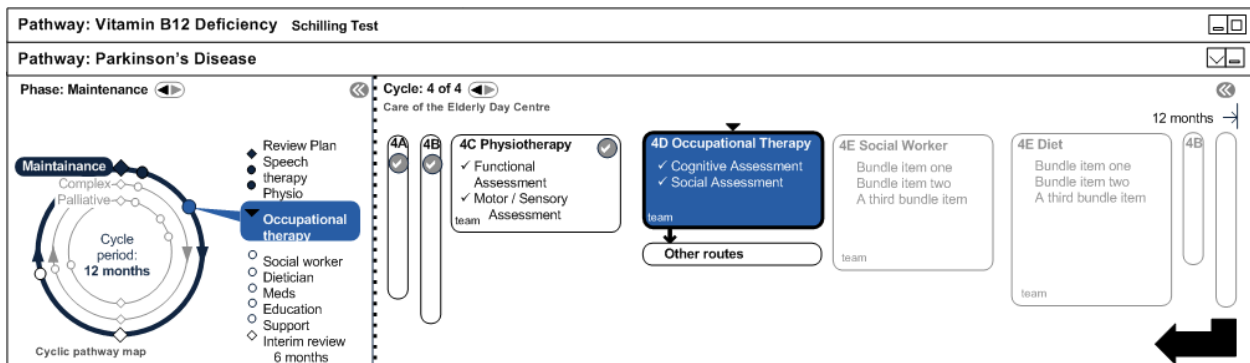 Pathway: Vitamin B12 Deficiency Schilling Test
Pathway: Parkinson's Disease
Phase: Maintenance
Maintainance
Complex
Palliative
Cycle
period:
12 months
Cyclic pathway map
Review Plan
Speech
therapy
Physio
Occupational
therapy
Social worker
Dietician
Meds
Education
Support
Interim review
6 months
Cycle: 4 of 4
Care of the Elderly Day Centre
12 months
4A
4B
4C Physiotherapy
✓ Functional
Assessment
✓ Motor / Sensory
Assessment
team
4D Occupational Therapy
✓ Cognitive Assessment
✓ Social Assessment
team
Other routes
4E Social Worker
Bundle item one
Bundle item two
A third bundle item
team
4E Diet
Bundle item one
Bundle item two
A third bundle item
team
4B